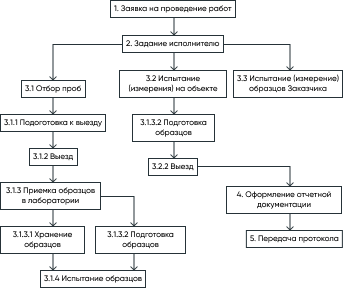 1. Заявка на проведение работ
2. Задание исполнителю
3.1 Отбор проб
3.2 Испытание
(измерения) на объекте
3.3 Испытание (измерение)
образцов Заказчика
3.1.1 Подоготовка к выезду
3.1.3.2 Подготовка
образцов
3.1.2 Выезд
3.2.2 Выезд
3.1.3 Приемка образцов
в лаборатории
4. Оформление отчетной
документации
3.1.3.1 Хранение
образцов
3.1.3.2 Подготовка
образцов
5. Передача протокола
3.1.4 Испытание образцов